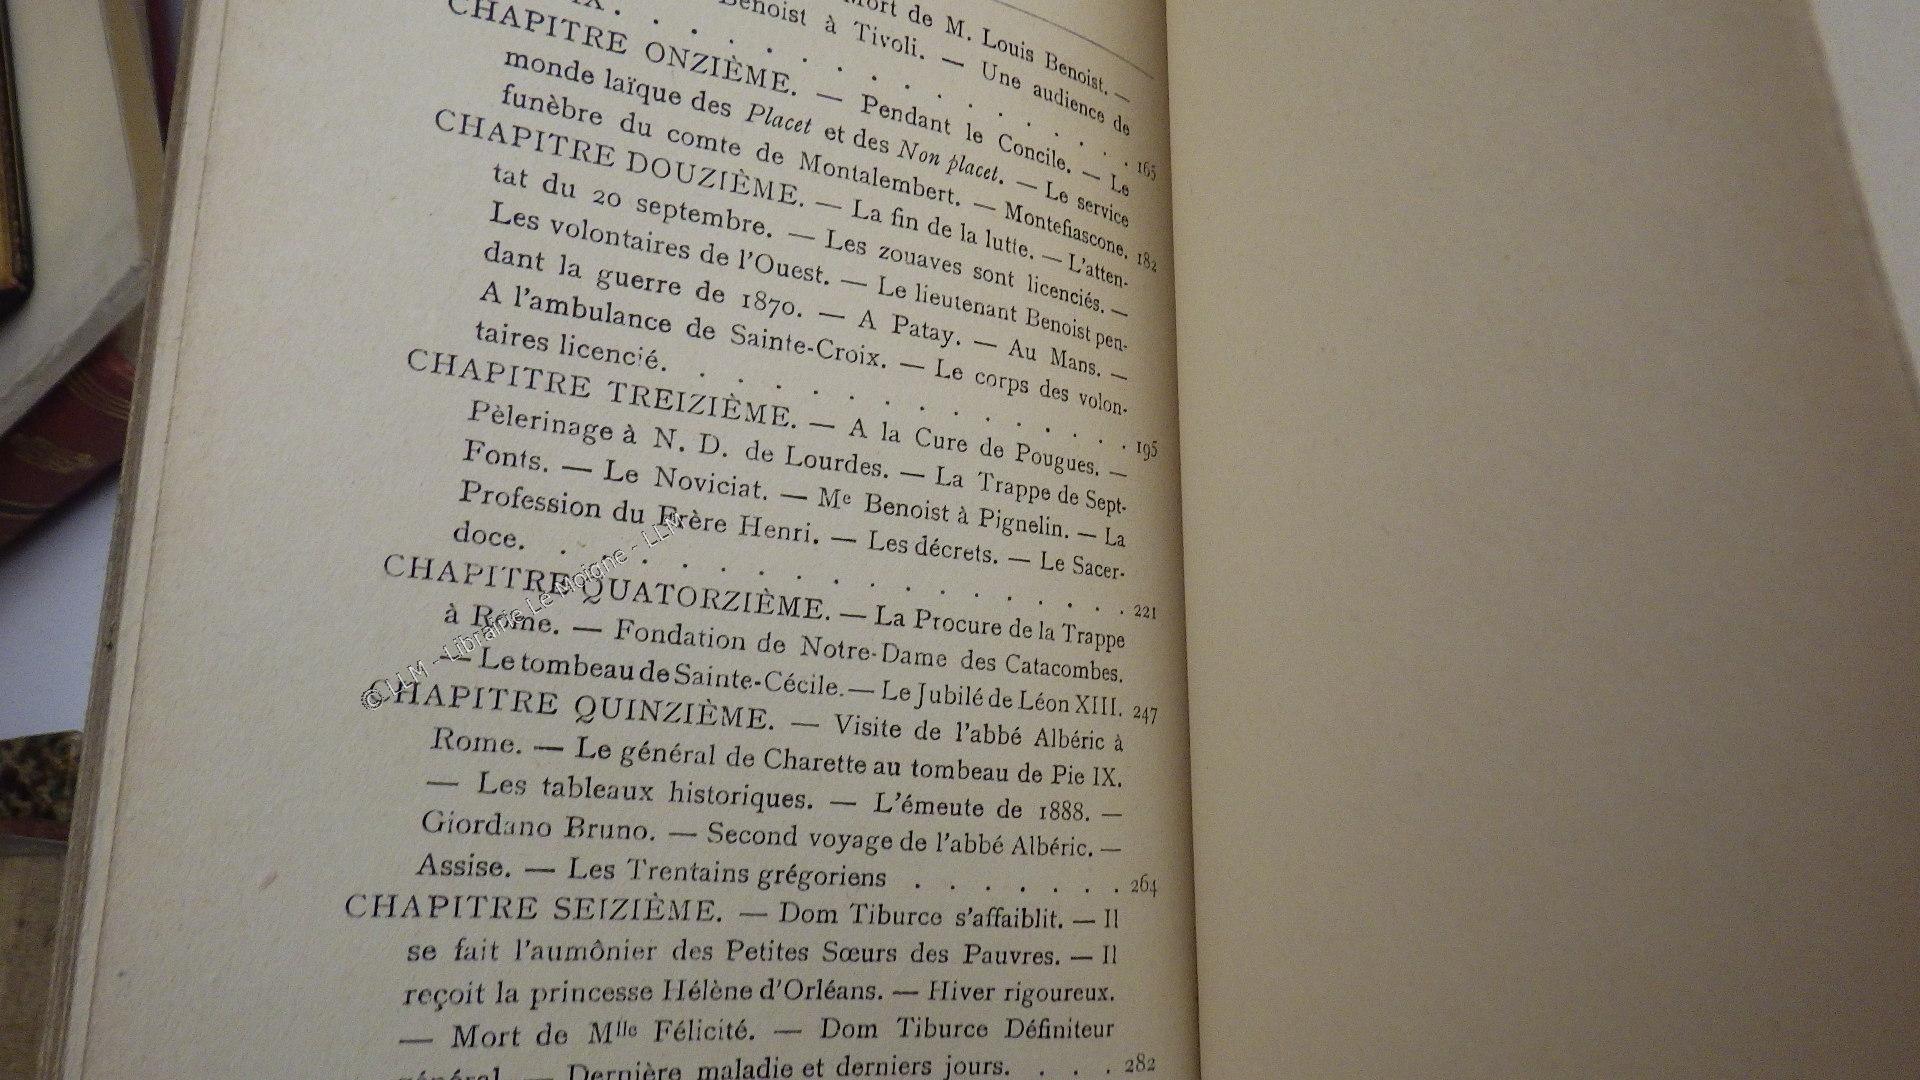 ort de M. Louis Benoist. —
IX. Benoist à Tivoli. — Une audience de
. . . . . . . . . . . . . 165
CHAPITRE ONZIÈME. — Pendant le Concile. — Le
monde laïque des Placet et des Non placet. — Le service
funèbre du comte de Montalembert. — Montefiascone. 182
CHAPITRE DOUZIÈME. — La fin de la lutte. — L'atten-
tat du 20 septembre. — Les zouaves sont licenciés. —
Les volontaires de l'Ouest. — Le lieutenant Benoist pen-
dant la guerre de 1870. — A Patay. — Au Mans. —
A l'ambulance de Sainte-Croix. — Le corps des volon-
taires licencié. . . . . . . . . . . . . 195
CHAPITRE TREIZIÈME. — A la Cure de Pougues. —
Pèlerinage à N. D. de Lourdes. — La Trappe de Sept-
Fonts. — Le Noviciat. — Me Benoist à Pignelin. — La
Profession du Frère Henri. — Les décrets. — Le Sacer-
doce. . . . . . . . . . . . . . . 221
CHAPITRE QUATORZIÈME. — La Procure de la Trappe
à Rome. — Fondation de Notre-Dame des Catacombes.
— Le tombeau de Sainte-Cécile. — Le Jubilé de Léon XIII. 247
CHAPITRE QUINZIÈME. — Visite de l'abbé Albéric à
Rome. — Le général de Charette au tombeau de Pie IX.
— Les tableaux historiques. — L'émeute de 1888. —
Giordano Bruno. — Second voyage de l'abbé Albéric. —
Assise. — Les Trentains grégoriens . . . . . . . 264
CHAPITRE SEIZIÈME. — Dom Tiburce s'affaiblit. — Il
se fait l'aumônier des Petites Sœurs des Pauvres. — Il
reçoit la princesse Hélène d'Orléans. — Hiver rigoureux.
— Mort de Mlle Félicité. — Dom Tiburce Définiteur
général. — Dernière maladie et derniers jours. . . . 282
© LLM - Librairie Le Moigne - LLM